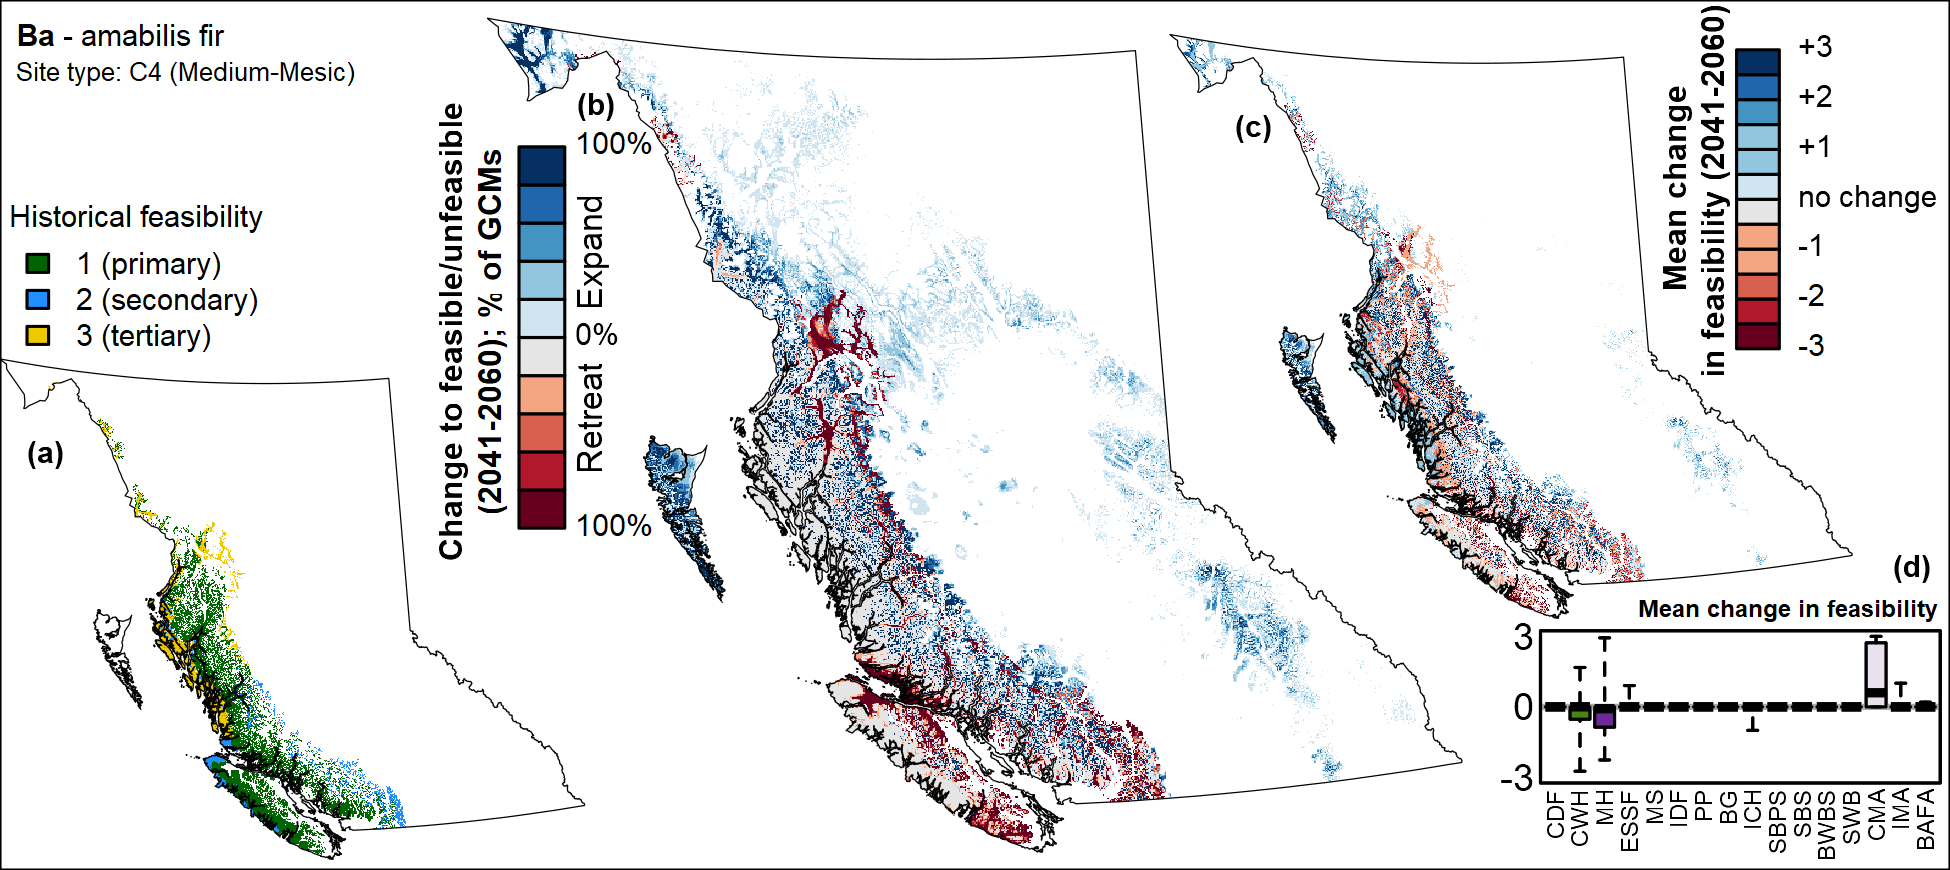 Ba - amabilis fir
Site type: C4 (Medium-Mesic)
Historical feasibility
1 (primary)
2 (secondary)
3 (tertiary)
(a)
(b)
Change to feasible/unfeasible
(2041-2060); % of GCMs
100%
Expand
0%
Retreat
100%
(c)
Mean change
in feasibility (2041-2060)
+3
+2
+1
no change
-1
-2
-3
(d)
Mean change in feasibility
3
0
-3
CDF
CWH
MH
ESSF
MS
IDF
PP
BG
ICH
SBPS
SBS
BWBS
SWB
CMA
IMA
BAFA